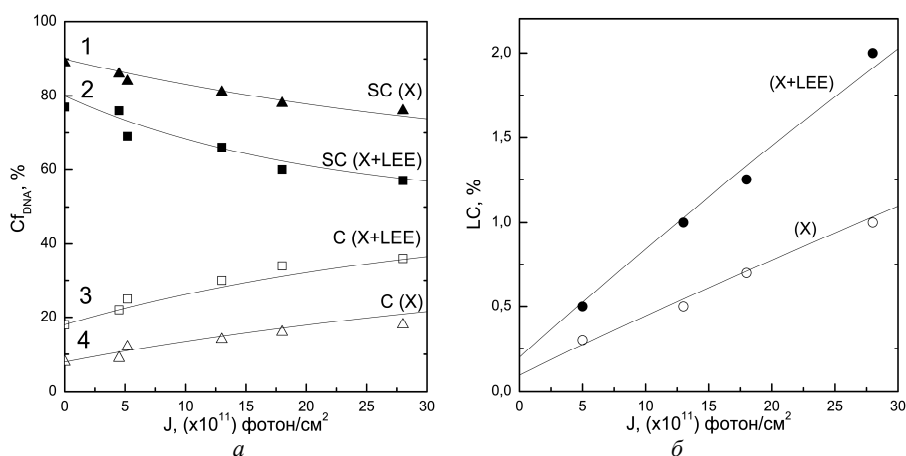 100
80
60
40
20
0
Cf_DNA, %
1
2
3
4
SC (X)
SC (X+LEE)
C (X+LEE)
C (X)
0 5 10 15 20 25 30
J, (x10^11) фотон/см^2
а
2,0
1,5
1,0
0,5
0,0
LC, %
(X+LEE)
(X)
0 5 10 15 20 25 30
J, (x10^11) фотон/см^2
б